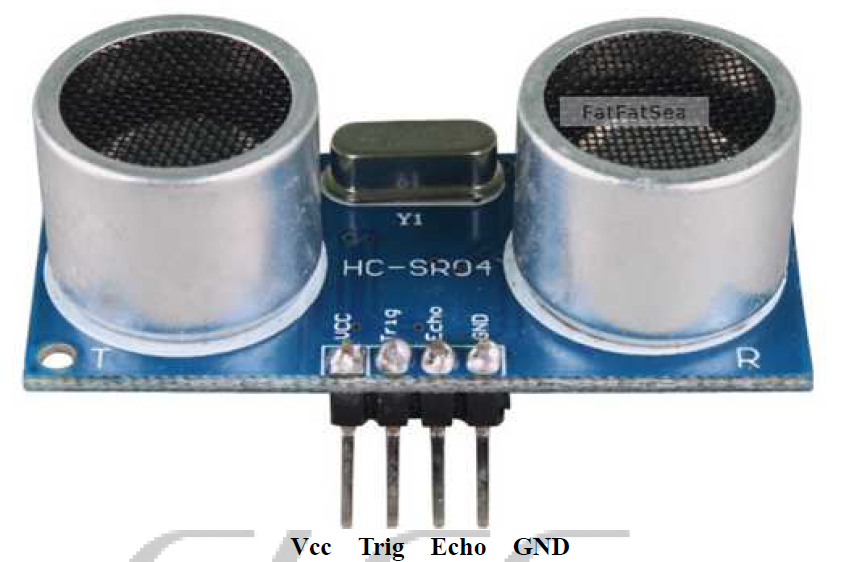 FatFatSea
Y1
HC-SR04
VCC Trig Echo GND
T R
Vcc Trig Echo GND